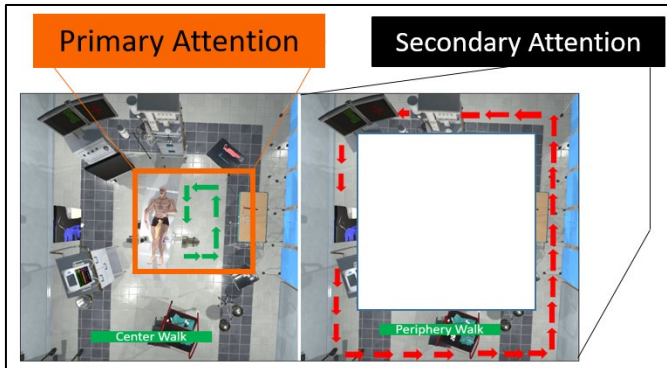 Primary Attention
Secondary Attention
Center Walk
Periphery Walk